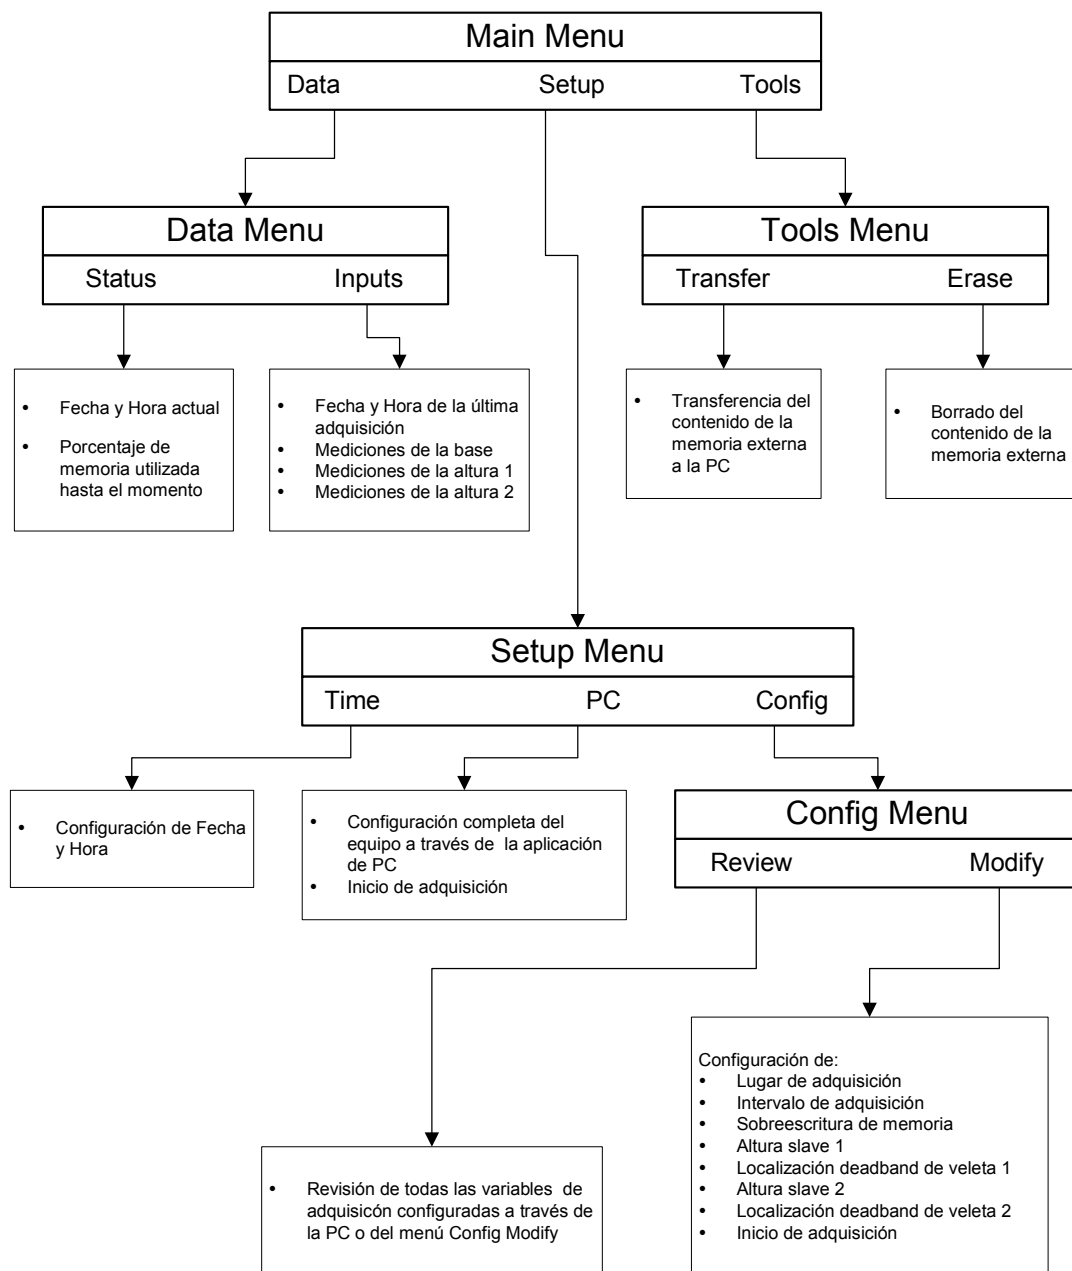 Main Menu
Data Setup Tools
Data Menu
Status Inputs
Tools Menu
Transfer Erase
• Fecha y Hora actual
• Porcentaje de
memoria utilizada
hasta el momento
• Fecha y Hora de la última
adquisición
• Mediciones de la base
• Mediciones de la altura 1
• Mediciones de la altura 2
• Transferencia del
contenido de la
memoria externa
a la PC
• Borrado del
contenido de la
memoria externa
Setup Menu
Time PC Config
• Configuración de Fecha
y Hora
• Configuración completa del
equipo a través de la aplicación
de PC
• Inicio de adquisición
Config Menu
Review Modify
• Revisión de todas las variables de
adquisicón configuradas a través de
la PC o del menú Config Modify
Configuración de:
• Lugar de adquisición
• Intervalo de adquisición
• Sobreescritura de memoria
• Altura slave 1
• Localización deadband de veleta 1
• Altura slave 2
• Localización deadband de veleta 2
• Inicio de adquisición